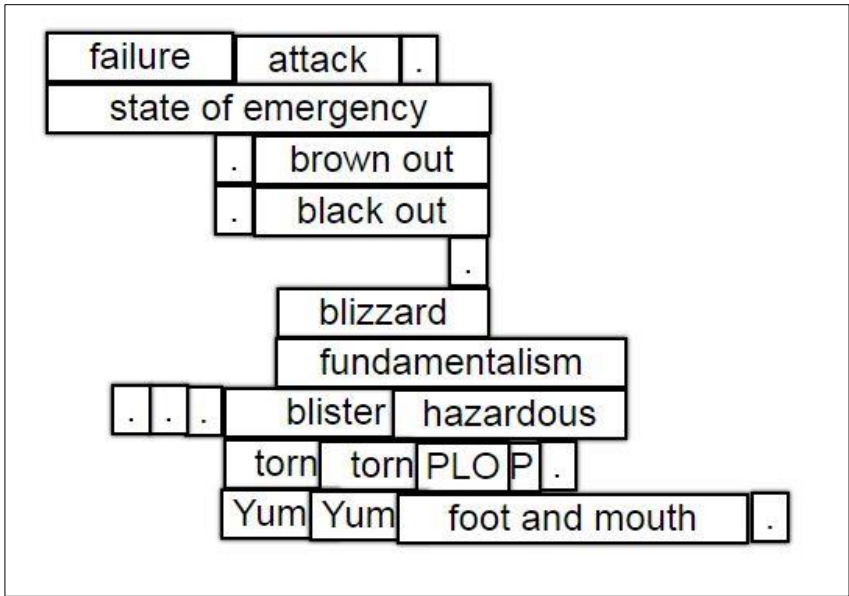 failure attack .
state of emergency
. brown out
. black out
.
blizzard
fundamentalism
. . . blister hazardous
torn torn PLO P .
Yum Yum foot and mouth .